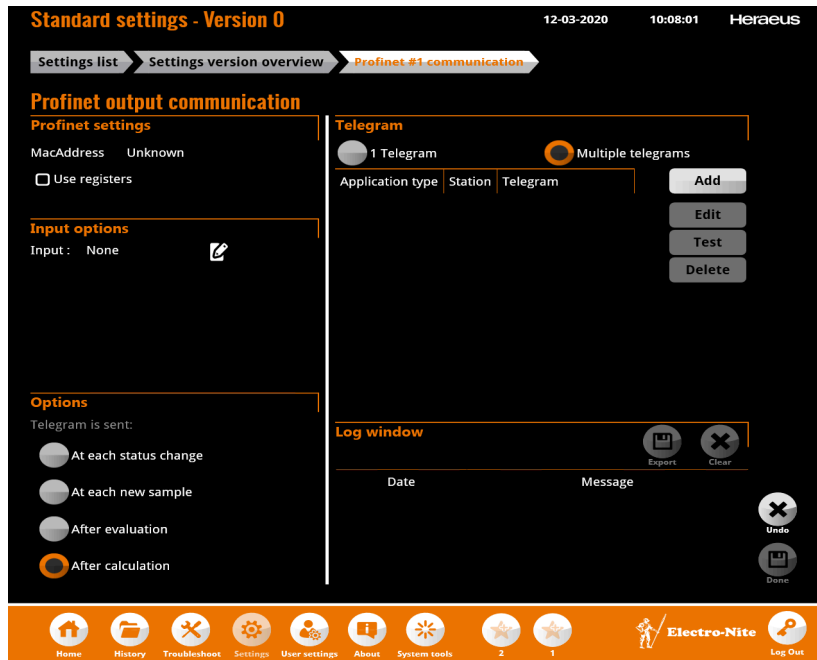 Standard settings - Version 0
12-03-2020 10:08:01 Heraeus
Settings list Settings version overview Profinet #1 communication
Profinet output communication
Profinet settings
MacAddress Unknown
Use registers
Input options
Input : None
Options
Telegram is sent:
At each status change
At each new sample
After evaluation
After calculation
Telegram
1 Telegram Multiple telegrams
Application type Station Telegram
Add
Edit
Test
Delete
Log window
Export Clear
Date Message
Undo
Done
Home History Troubleshoot Settings User settings About System tools 2 1 Electro-Nite Log Out